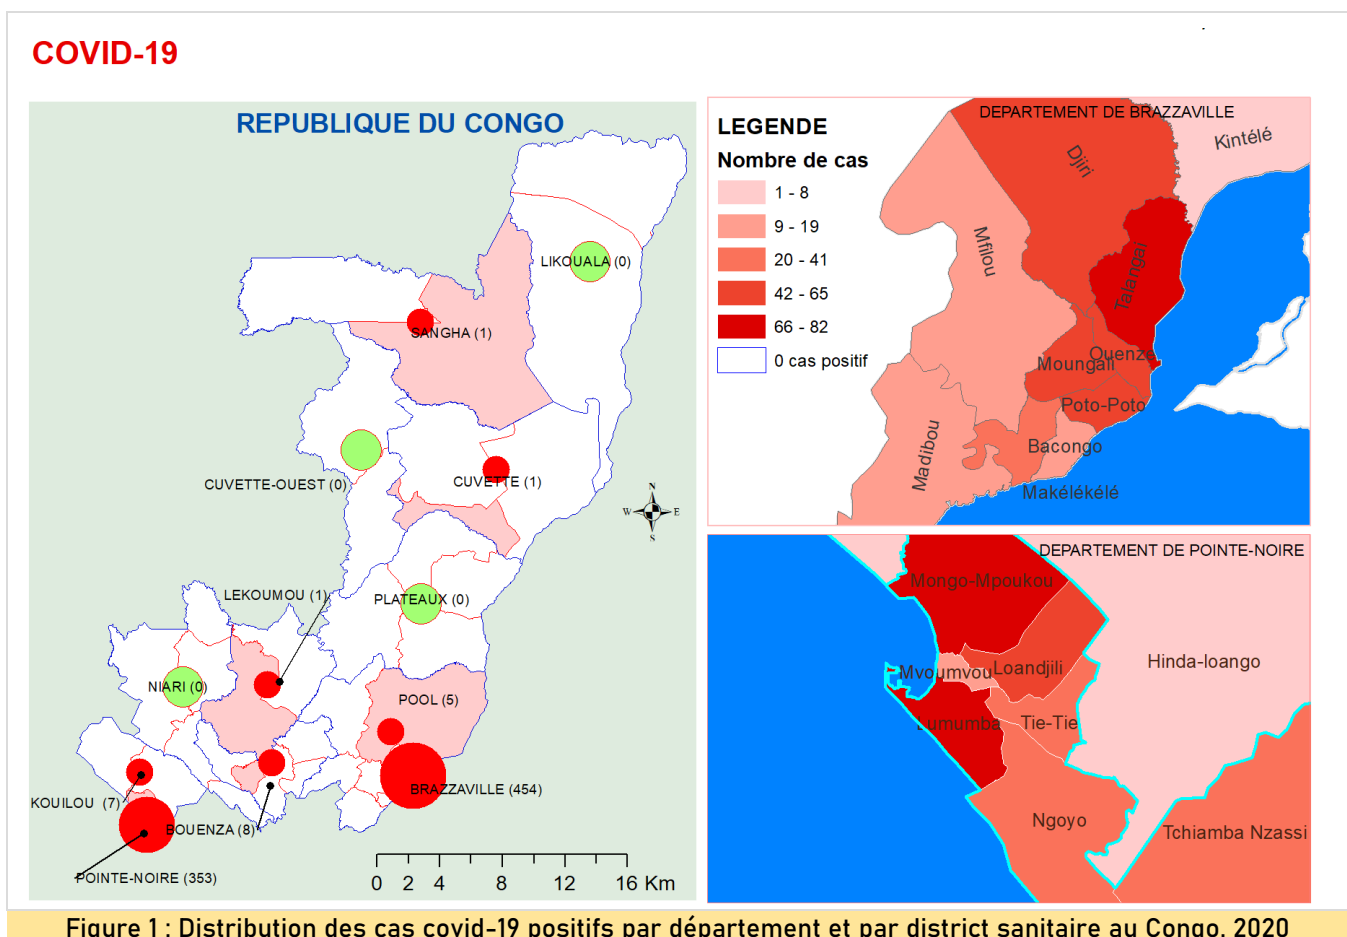 COVID-19
REPUBLIQUE DU CONGO
LIKOUALA (0)
SANGHA (1)
CUVETTE-OUEST (0)
CUVETTE (1)
N
W E
S
LEKOUMOU (1)
PLATEAUX (0)
NIARI (0)
POOL (5)
BRAZZAVILLE (454)
KOUILOU (7)
BOUENZA (8)
POINTE-NOIRE (353)
0 2 4 8 12 16 Km
LEGENDE
Nombre de cas
1 - 8
9 - 19
20 - 41
42 - 65
66 - 82
0 cas positif
DEPARTEMENT DE BRAZZAVILLE
Kintélé
Djiri
Mfilou
Talangaï
Ouenze
Moungali
Poto-Poto
Bacongo
Madibou
Makélékélé
DEPARTEMENT DE POINTE-NOIRE
Mongo-Mpoukou
Hinda-loango
Mvoumvou
Loandjili
Lumumba
Tie-Tie
Ngoyo
Tchiamba Nzassi
Figure 1 : Distribution des cas covid-19 positifs par département et par district sanitaire au Congo, 2020